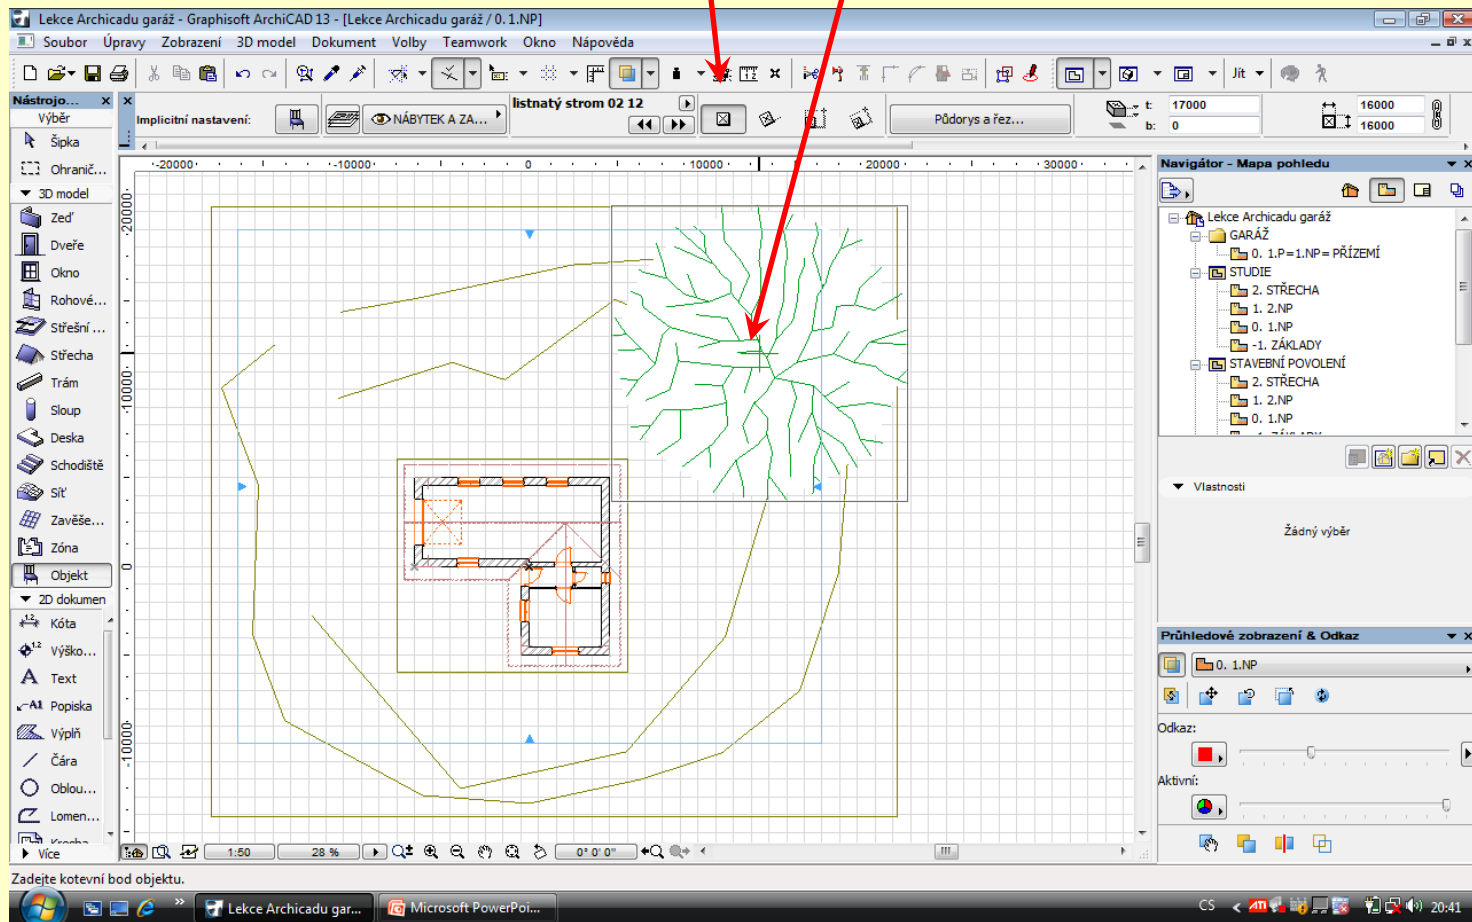 Lekce Archicadu garáž - Graphisoft ArchiCAD 13 - [Lekce Archicadu garáž / 0. 1.NP]
Soubor Úpravy Zobrazení 3D model Dokument Volby Teamwork Okno Nápověda
Jít
Nástrojo...
Výběr
Šipka
Ohranič...
3D model
Zeď
Dveře
Okno
Rohové...
Střešní ...
Střecha
Trám
Sloup
Deska
Schodiště
Síť
Zavěše...
Zóna
Objekt
2D dokumen
Kóta
Výško...
Text
Popiska
Výplň
Čára
Oblou...
Lomen...
Více
Implicitní nastavení:
NÁBYTEK A ZA...
listnatý strom 02 12
Půdorys a řez...
t: 17000
b: 0
16000
16000
-20000 -10000 0 10000 20000 30000
-20000
-10000
0
-10000
1:50
28 %
0° 0' 0"
Navigátor - Mapa pohledu
Lekce Archicadu garáž
GARÁŽ
0. 1.P=1.NP= PŘÍZEMÍ
STUDIE
2. STŘECHA
1. 2.NP
0. 1.NP
-1. ZÁKLADY
STAVEBNÍ POVOLENÍ
2. STŘECHA
1. 2.NP
0. 1.NP
Vlastnosti
Žádný výběr
Průhledové zobrazení & Odkaz
0. 1.NP
Odkaz:
Aktivní:
Zadejte kotevní bod objektu.
Lekce Archicadu gar...
Microsoft PowerPoi...
CS
20:41